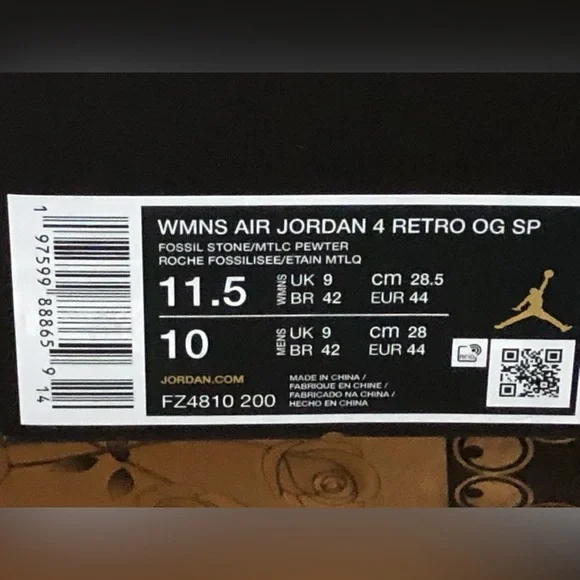 WMNS AIR JORDAN 4 RETRO OG SP
FOSSIL STONE/MTLC PEWTER
ROCHE FOSSILISEE/ETAIN MTLQ
11.5 WMNS UK 9 CM 28.5
BR 42 EUR 44
10 MENS UK 9 CM 28
BR 42 EUR 44
JORDAN.COM
FZ4810 200
MADE IN CHINA /
FABRIQUE EN CHINE /
FABRICADO NA CHINA /
HECHO EN CHINA
RFID
1 97599 88865 9 14